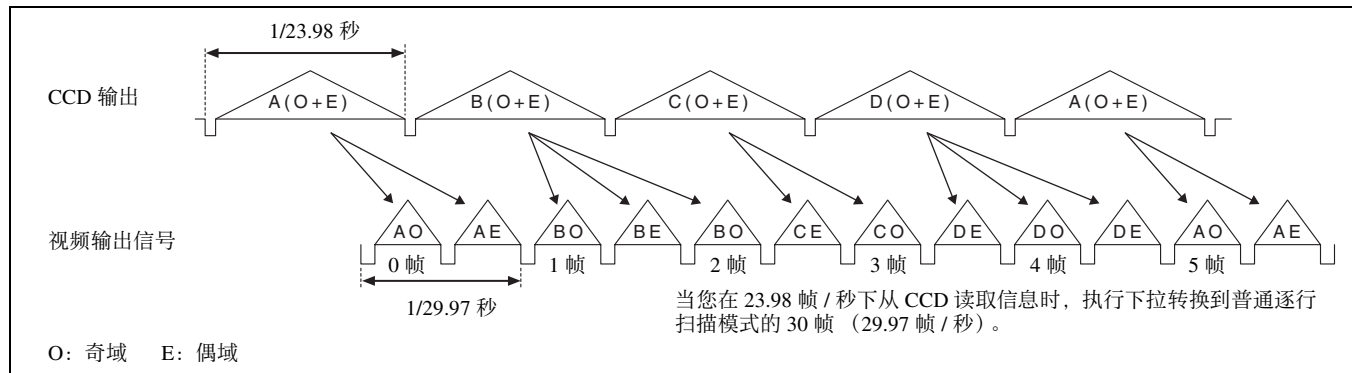 1/23.98 秒
CCD 输出
A(O+E) B(O+E) C(O+E) D(O+E) A(O+E)
视频输出信号
AO AE BO BE BO CE CO DE DO DE AO AE
0 帧 1 帧 2 帧 3 帧 4 帧 5 帧
1/29.97 秒
当您在 23.98 帧 / 秒下从 CCD 读取信息时，执行下拉转换到普通逐行
扫描模式的 30 帧 （29.97 帧 / 秒）。
O：奇域 E：偶域